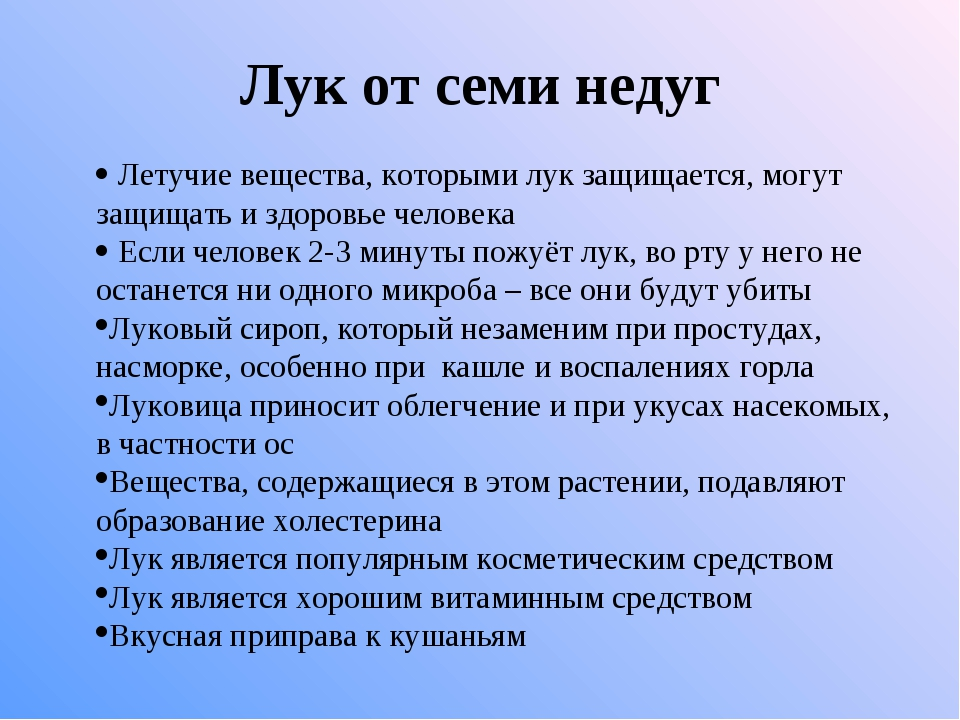 Лук от семи недуг
• Летучие вещества, которыми лук защищается, могут
защищать и здоровье человека
• Если человек 2-3 минуты пожуёт лук, во рту у него не
останется ни одного микроба – все они будут убиты
•Луковый сироп, который незаменим при простудах,
насморке, особенно при  кашле и воспалениях горла
•Луковица приносит облегчение и при укусах насекомых,
в частности ос
•Вещества, содержащиеся в этом растении, подавляют
образование холестерина
•Лук является популярным косметическим средством
•Лук является хорошим витаминным средством
•Вкусная приправа к кушаньям